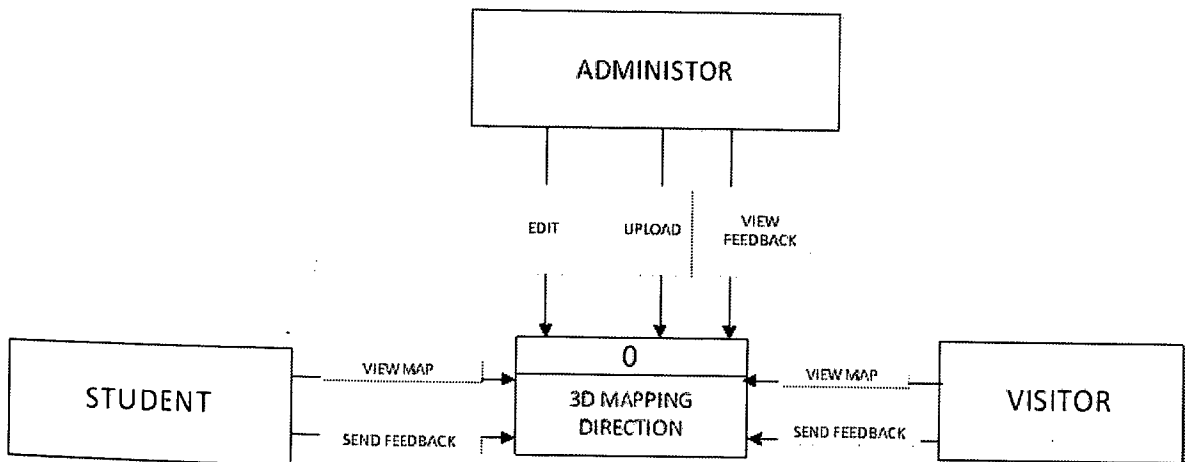 ADMINISTOR
EDIT
UPLOAD
VIEW
FEEDBACK
0
STUDENT
VIEW MAP
SEND FEEDBACK
3D MAPPING
DIRECTION
VIEW MAP
SEND FEEDBACK
VISITOR